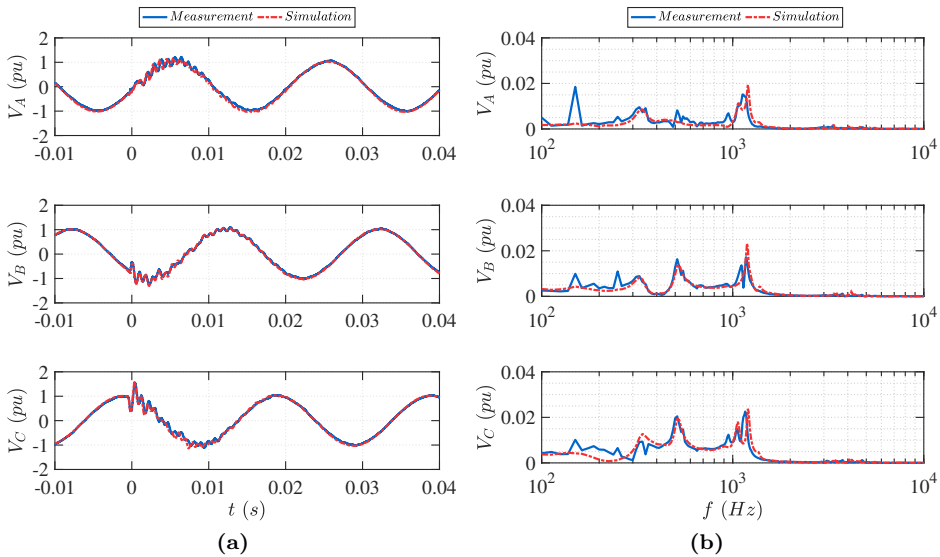 Measurement Simulation
V_A (pu)
2
1
0
-1
-2
-0.01 0 0.01 0.02 0.03 0.04
V_B (pu)
2
1
0
-1
-2
-0.01 0 0.01 0.02 0.03 0.04
V_C (pu)
2
1
0
-1
-2
-0.01 0 0.01 0.02 0.03 0.04
t (s)
(a)
Measurement Simulation
V_A (pu)
0.04
0.02
0
10^2 10^3 10^4
V_B (pu)
0.04
0.02
0
10^2 10^3 10^4
V_C (pu)
0.04
0.02
0
10^2 10^3 10^4
f (Hz)
(b)